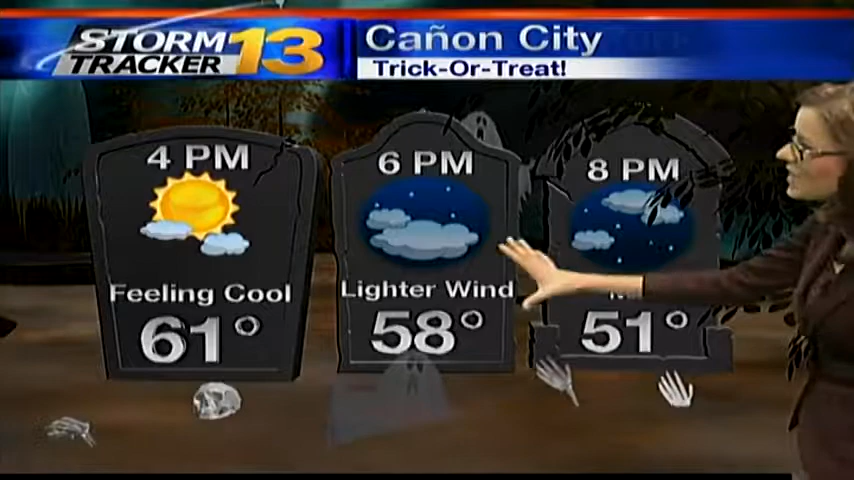 STORM
TRACKER 13
Cañon City
Trick-Or-Treat!
4 PM
Feeling Cool
61°
6 PM
Lighter Wind
58°
8 PM
51°